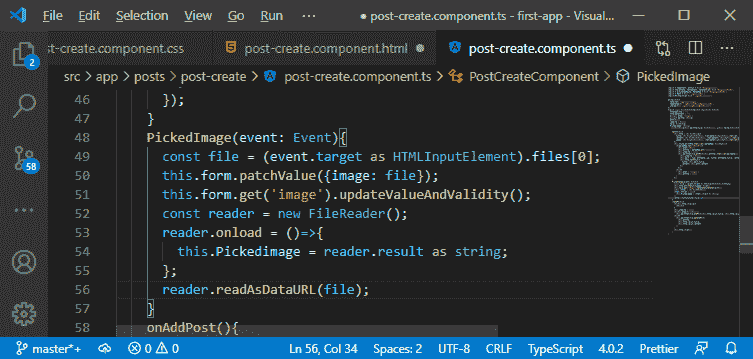 File Edit Selection View Go Run ··· ● post-create.component.ts - first-app - Visual...
st-create.component.css post-create.component.html ● post-create.component.ts ●
src > app > posts > post-create > post-create.component.ts > PostCreateComponent > PickedImage
46 });
47 }
48 PickedImage(event: Event){
49 const file = (event.target as HTMLInputElement).files[0];
50 this.form.patchValue({image: file});
51 this.form.get('image').updateValueAndValidity();
52 const reader = new FileReader();
53 reader.onload = ()=>{
54 this.Pickedimage = reader.result as string;
55 };
56 reader.readAsDataURL(file);
57 }
58 onAddPost(){
2
58
master*+ 0 0 Ln 56, Col 34 Spaces: 2 UTF-8 CRLF TypeScript 4.0.2 Prettier